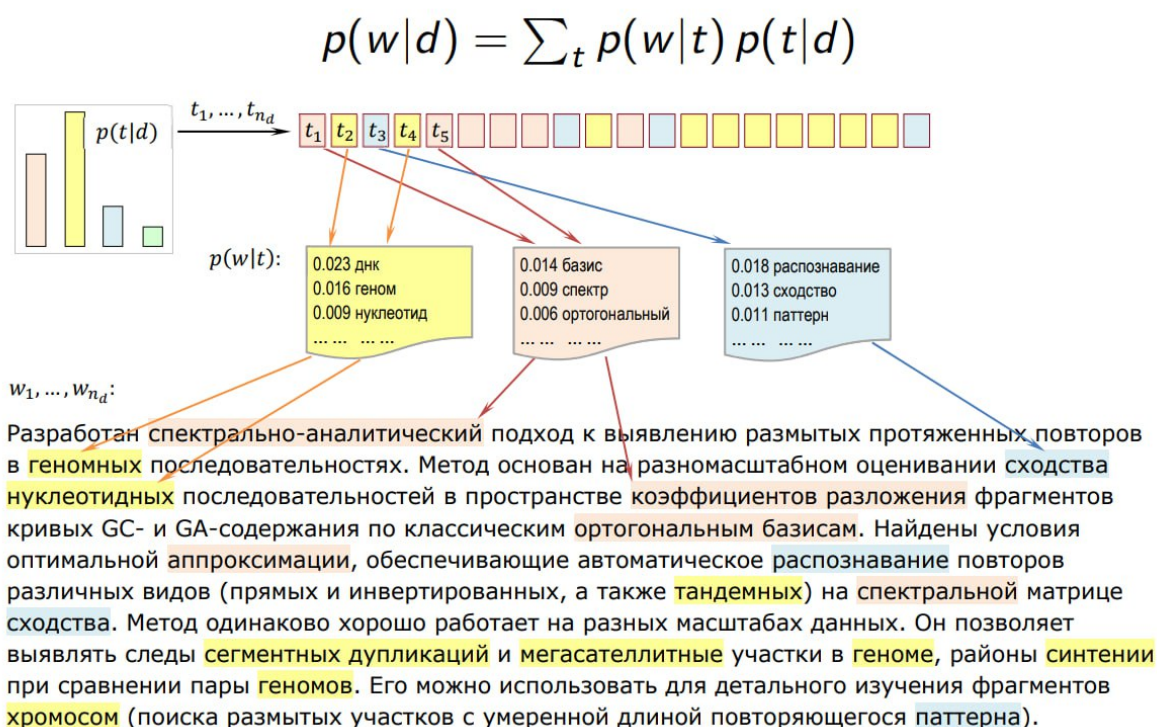 p(w|d) = ∑ₜ p(w|t) p(t|d)
p(t|d)
t₁, …, t_{n_d}
t₁ t₂ t₃ t₄ t₅
p(w|t):
0.023 днк
0.016 геном
0.009 нуклеотид
… … … …
0.014 базис
0.009 спектр
0.006 ортогональный
… … … …
0.018 распознавание
0.013 сходство
0.011 паттерн
… … … …
w₁, …, w_{n_d}:
Разработан спектрально-аналитический подход к выявлению размытых протяженных повторов
в геномных последовательностях. Метод основан на разномасштабном оценивании сходства
нуклеотидных последовательностей в пространстве коэффициентов разложения фрагментов
кривых GC- и GA-содержания по классическим ортогональным базисам. Найдены условия
оптимальной аппроксимации, обеспечивающие автоматическое распознавание повторов
различных видов (прямых и инвертированных, а также тандемных) на спектральной матрице
сходства. Метод одинаково хорошо работает на разных масштабах данных. Он позволяет
выявлять следы сегментных дупликаций и мегасателлитные участки в геноме, районы синтении
при сравнении пары геномов. Его можно использовать для детального изучения фрагментов
хромосом (поиска размытых участков с умеренной длиной повторяющегося паттерна).